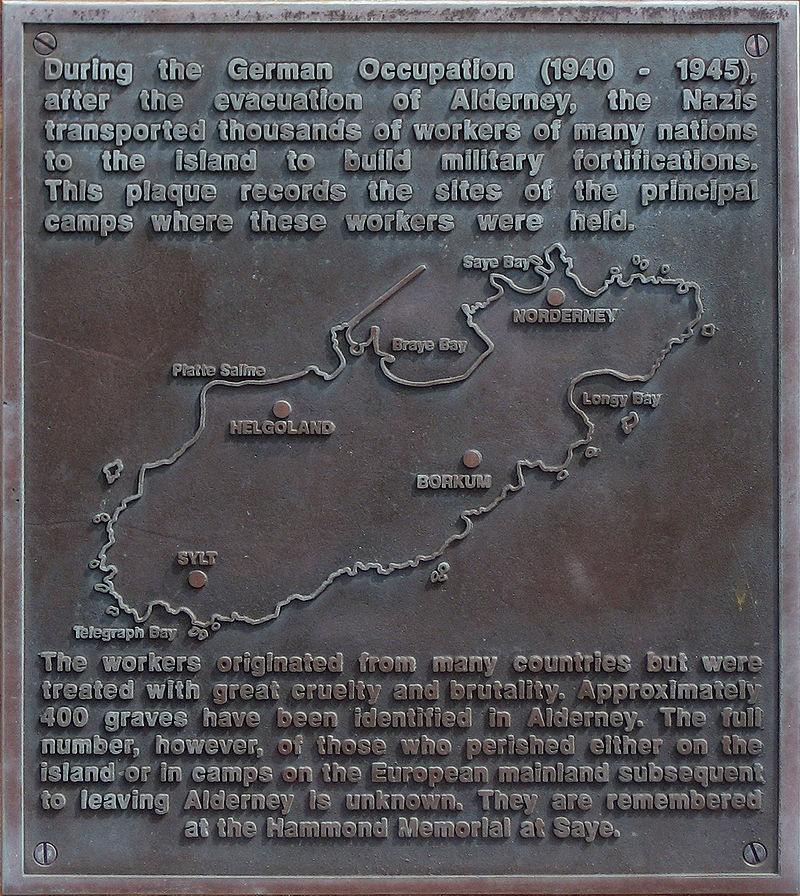 During the German Occupation (1940 - 1945),
after the evacuation of Alderney, the Nazis
transported thousands of workers of many nations
to the island to build military fortifications.
This plaque records the sites of the principal
camps where these workers were held.
Saye Bay
NORDERNEY
Braye Bay
Platte Saline
Longy Bay
HELGOLAND
BORKUM
SYLT
Telegraph Bay
The workers originated from many countries but were
treated with great cruelty and brutality. Approximately
400 graves have been identified in Alderney. The full
number, however, of those who perished either on the
island or in camps on the European mainland subsequent
to leaving Alderney is unknown. They are remembered
at the Hammond Memorial at Saye.